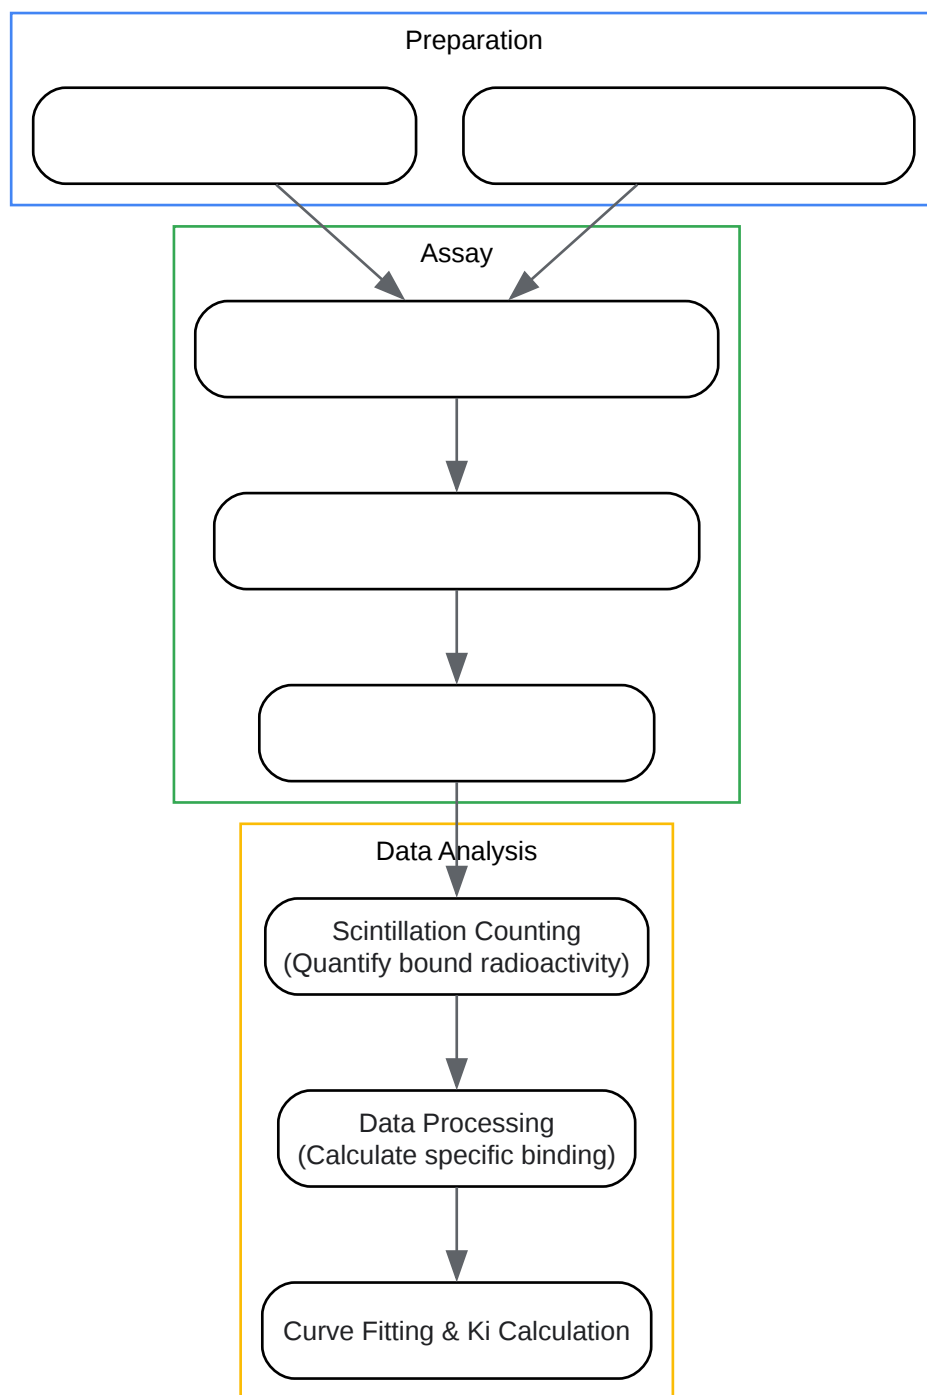 Preparation
Assay
Data Analysis
Scintillation Counting
(Quantify bound radioactivity)
Data Processing
(Calculate specific binding)
Curve Fitting & Ki Calculation